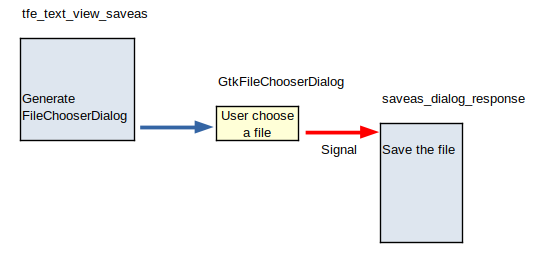 tfe_text_view_saveas
Generate
FileChooserDialog
GtkFileChooserDialog
User choose
a file
Signal
saveas_dialog_response
Save the file